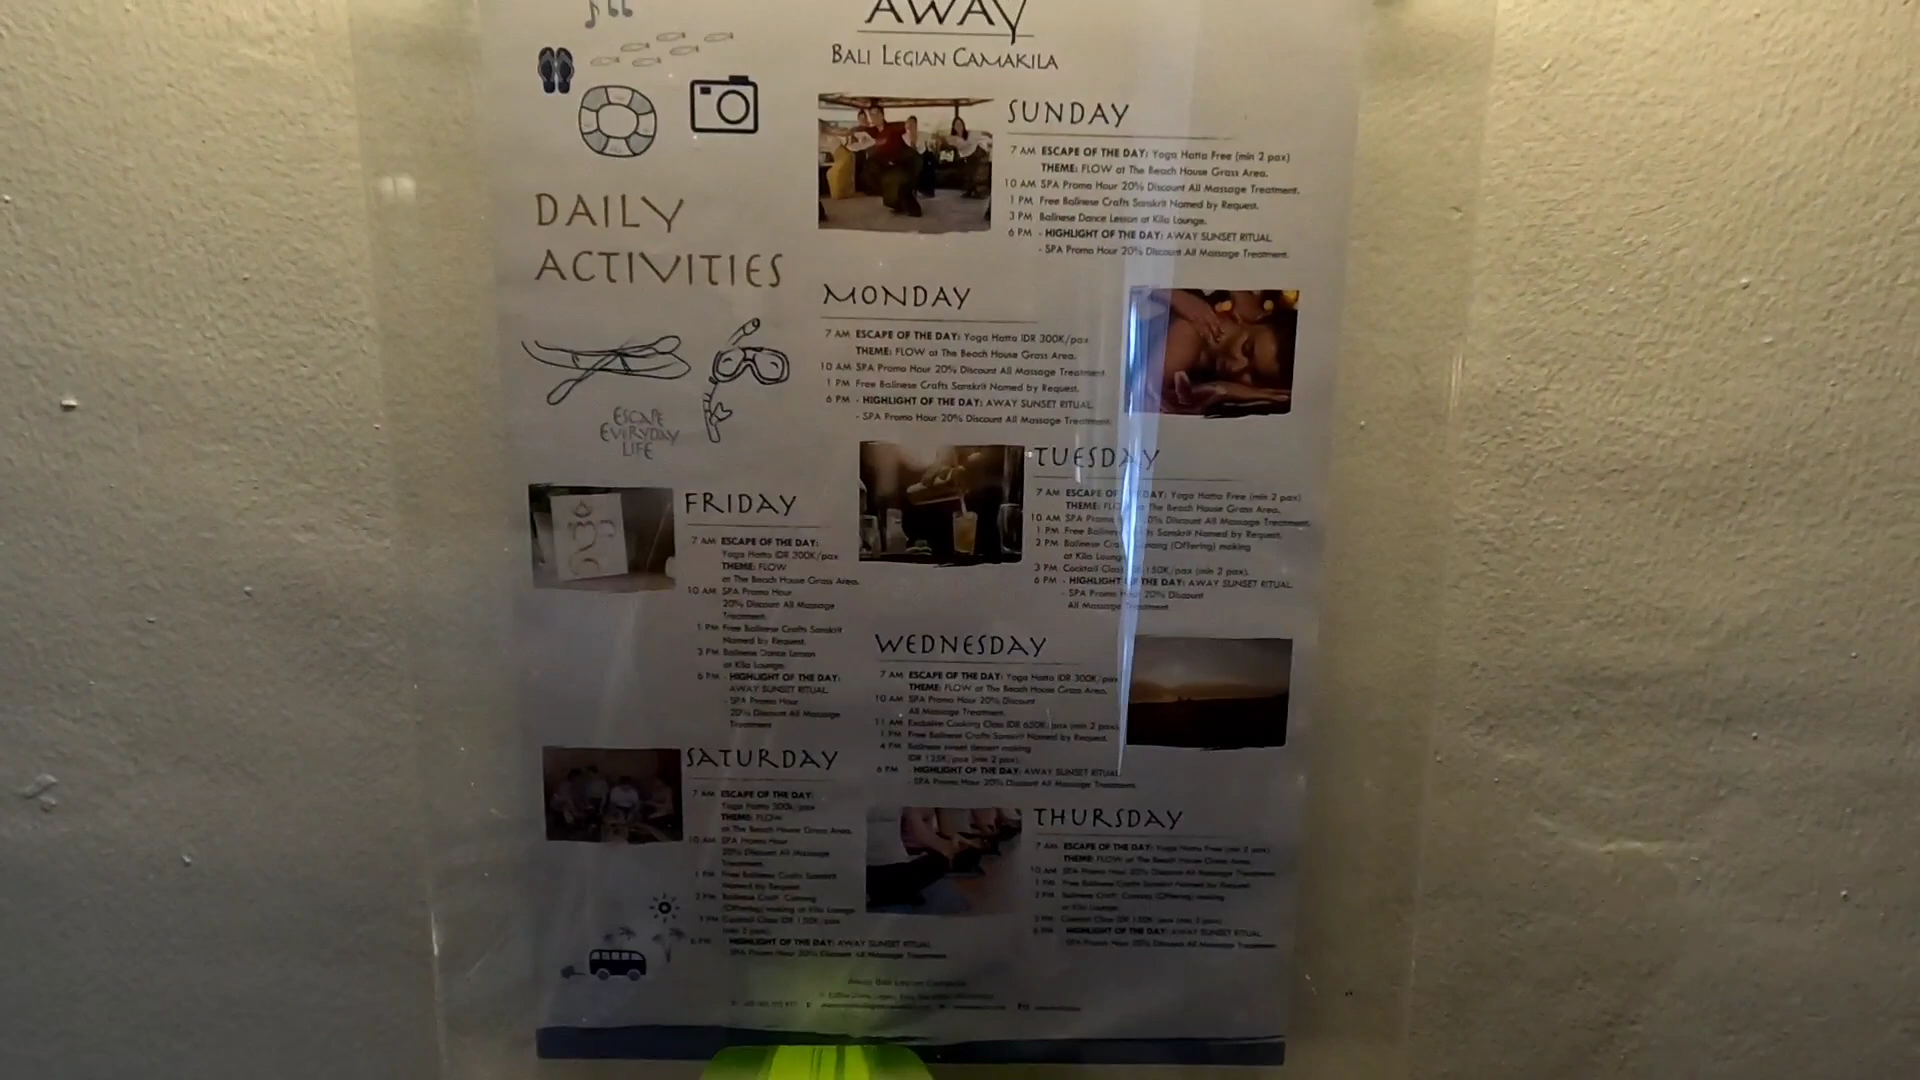 AWAY
BALI LEGIAN CAMAKILA
DAILY
ACTIVITIES
ESCAPE
EVERYDAY
LIFE
SUNDAY
7 AM ESCAPE OF THE DAY: Yoga Hatta Free (min 2 pax)
THEME: FLOW at The Beach House Grass Area.
10 AM SPA Promo Hour 20% Discount All Massage Treatment.
1 PM Free Balinese Crafts Sanskrit Named by Request.
3 PM Balinese Dance Lesson at Kila Lounge.
6 PM - HIGHLIGHT OF THE DAY: AWAY SUNSET RITUAL
- SPA Promo Hour 20% Discount All Massage Treatment.
MONDAY
7 AM ESCAPE OF THE DAY: Yoga Hatta IDR 300K/pax
THEME: FLOW at The Beach House Grass Area.
10 AM SPA Promo Hour 20% Discount All Massage Treatment
1 PM Free Balinese Crafts Sanskrit Named by Request.
6 PM - HIGHLIGHT OF THE DAY: AWAY SUNSET RITUAL
- SPA Promo Hour 20% Discount All Massage Treatment
TUESDAY
7 AM ESCAPE OF THE DAY: Yoga Hatta Free (min 2 pax)
THEME: FLOW at The Beach House Grass Area.
10 AM SPA Promo 20% Discount All Massage Treatment.
1 PM Free Balinese Sanskrit Named by Request.
2 PM Balinese (Offering) making
at Kila Lounge
3 PM Cocktail Class 150K/pax (min 2 pax).
6 PM - HIGHLIGHT OF THE DAY: AWAY SUNSET RITUAL
- SPA Promo Hour 20% Discount
All Massage Treatment
WEDNESDAY
7 AM ESCAPE OF THE DAY: Yoga Hatta IDR 300K/pax
THEME: FLOW at The Beach House Grass Area.
10 AM SPA Promo Hour 20% Discount
All Massage Treatment.
11 AM Exclusive Cooking Class IDR 650K/pax (min 2 pax)
1 PM Free Balinese Crafts Sanskrit Named by Request.
4 PM Balinese sweet dessert making
IDR 125K/pax (min 2 pax).
6 PM - HIGHLIGHT OF THE DAY: AWAY SUNSET RITUAL
- SPA Promo Hour 20% Discount All Massage Treatment.
THURSDAY
7 AM ESCAPE OF THE DAY: Yoga Hatta Free (min 2 pax)
THEME: FLOW at The Beach House Grass Area.
10 AM SPA Promo Hour 20% Discount All Massage Treatment
1 PM Free Balinese Crafts Sanskrit Named by Request
2 PM Balinese Craft Canang (Offering) making
at Kila Lounge
3 PM Cocktail Class IDR 150K/pax (min 2 pax).
6 PM HIGHLIGHT OF THE DAY: AWAY SUNSET RITUAL
SPA Promo Hour 20% Discount All Massage Treatment
FRIDAY
7 AM ESCAPE OF THE DAY:
Yoga Hatta IDR 300K/pax
THEME: FLOW
at The Beach House Grass Area.
10 AM SPA Promo Hour
20% Discount All Massage
Treatment.
1 PM Free Balinese Crafts Sanskrit
Named by Request.
3 PM Balinese Dance Lesson
at Kila Lounge.
6 PM - HIGHLIGHT OF THE DAY:
AWAY SUNSET RITUAL
- SPA Promo Hour
20% Discount All Massage
Treatment
SATURDAY
7 AM ESCAPE OF THE DAY:
Yoga Hatta 300k/pax
THEME: FLOW
at The Beach House Grass Area.
10 AM SPA Promo Hour
20% Discount All Massage
Treatment.
1 PM Free Balinese Crafts Sanskrit
Named by Request
2 PM Balinese Craft Canang
(Offering) making at Kila Lounge
3 PM Cocktail Class IDR 150K/pax
(min 2 pax).
6 PM HIGHLIGHT OF THE DAY: AWAY SUNSET RITUAL
SPA Promo Hour 20% Discount All Massage Treatment
Away Bali Legian Camakila